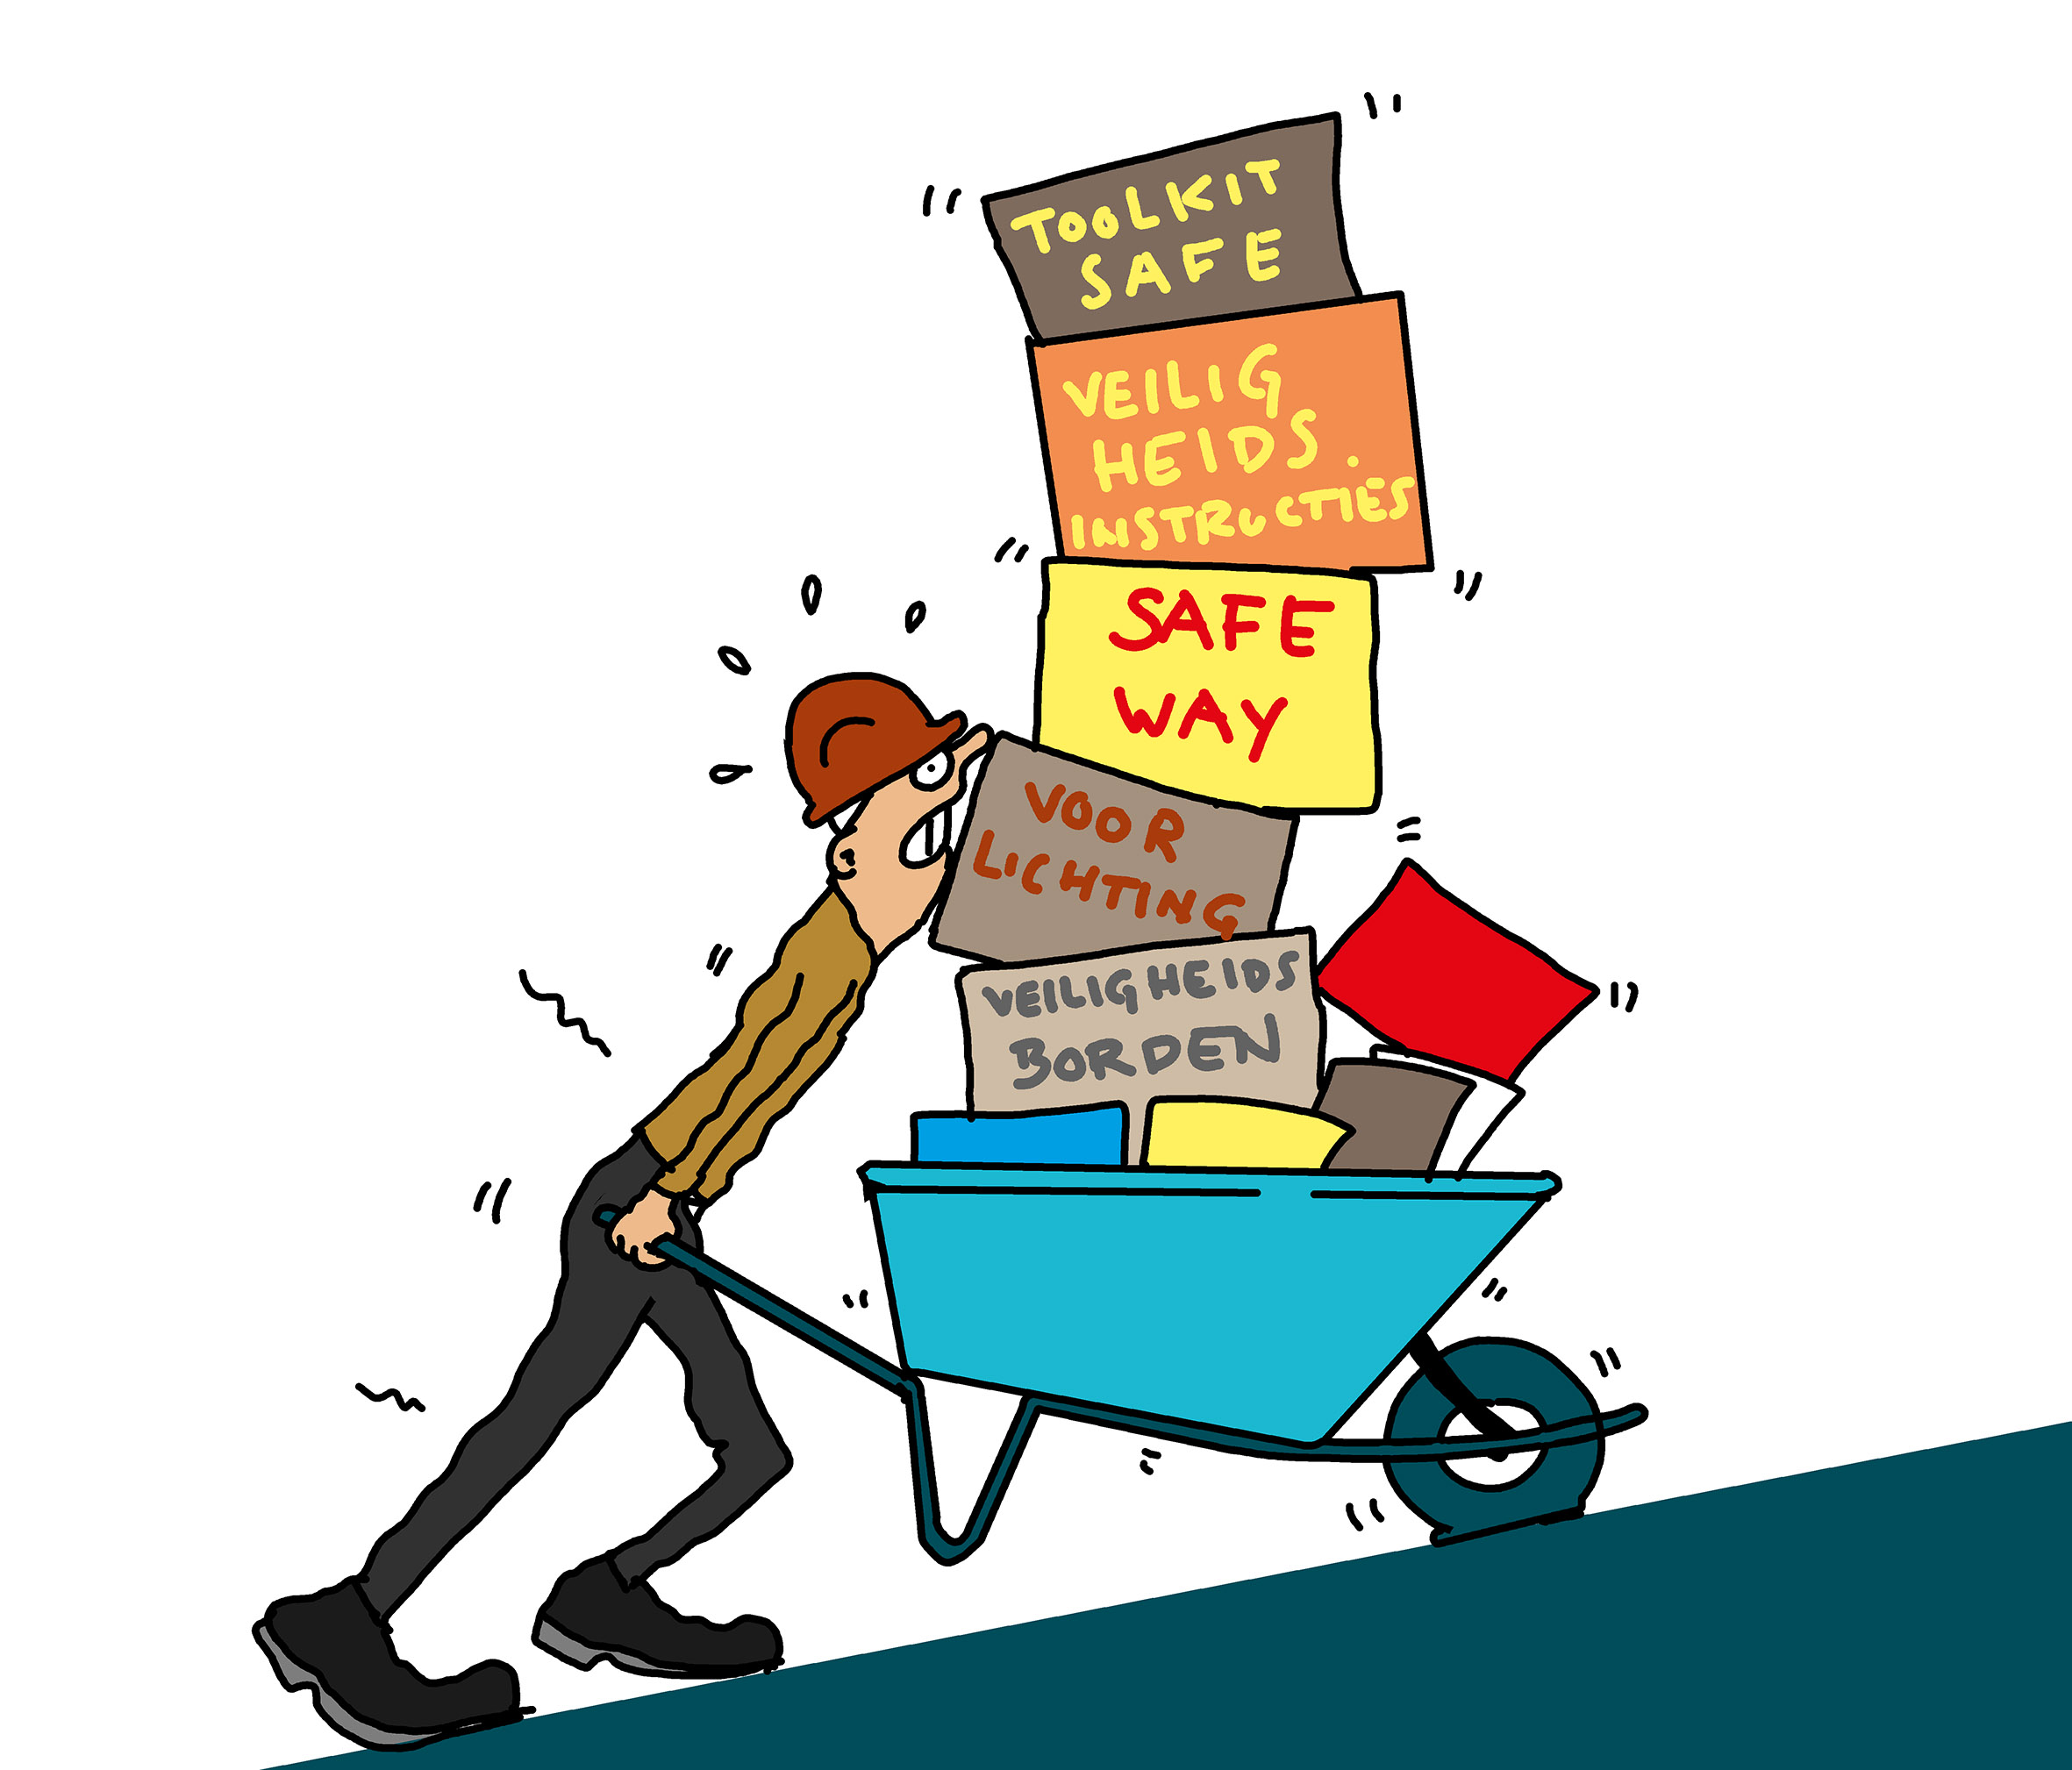 TOOLKIT
SAFE
VEILIG
HEIDS.
INSTRUCTIES
SAFE
WAY
VOOR
LICHTING
VEILIGHEIDS
BORDEN